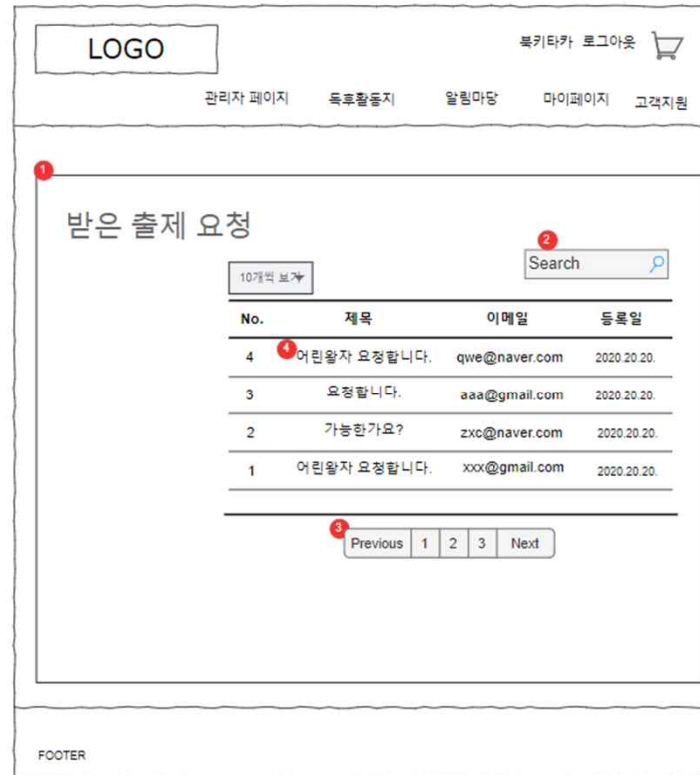 LOGO
북키타카 로그아웃
관리자 페이지 독후활동지 알림마당 마이페이지 고객지원
1
받은 출제 요청
2
Search
10개씩 보기
No. 제목 이메일 등록일
4 4 어린왕자 요청합니다. qwe@naver.com 2020.20.20.
3 요청합니다. aaa@gmail.com 2020.20.20.
2 가능한가요? zxc@naver.com 2020.20.20.
1 어린왕자 요청합니다. xxx@gmail.com 2020.20.20.
3
Previous 1 2 3 Next
FOOTER